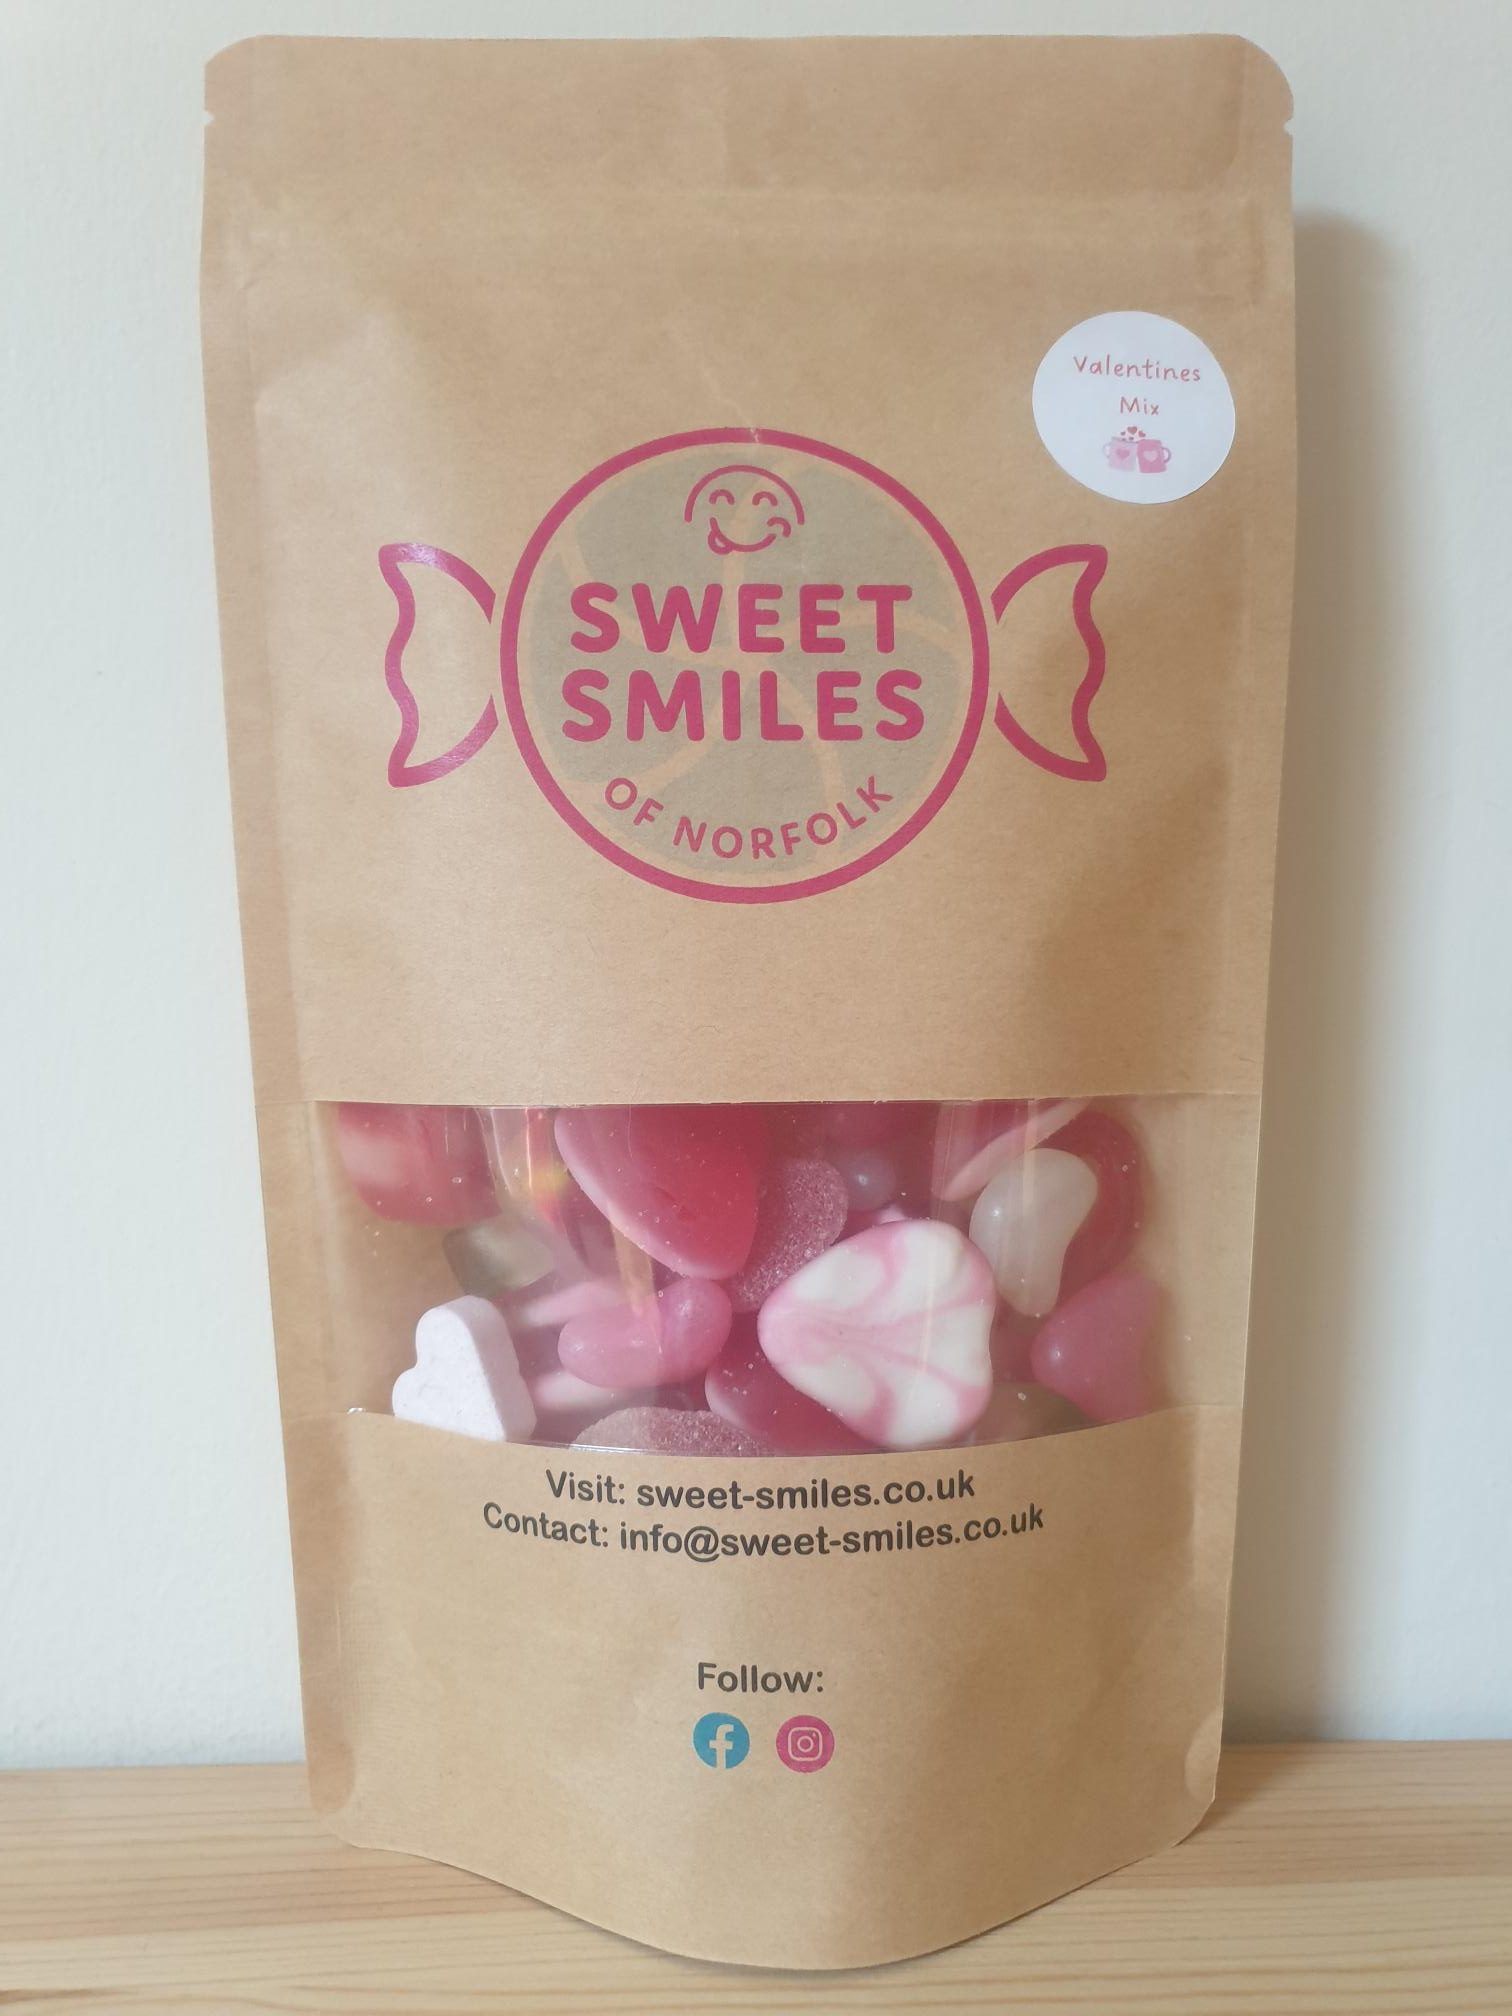 Valentines
Mix
SWEET
SMILES
OF NORFOLK
Visit: sweet-smiles.co.uk
Contact: info@sweet-smiles.co.uk
Follow: